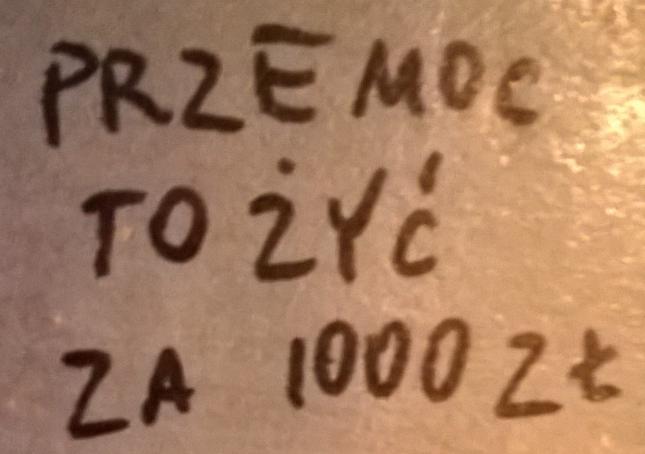 PRZEMOC
TO ŻYĆ
ZA 1000 ZŁ